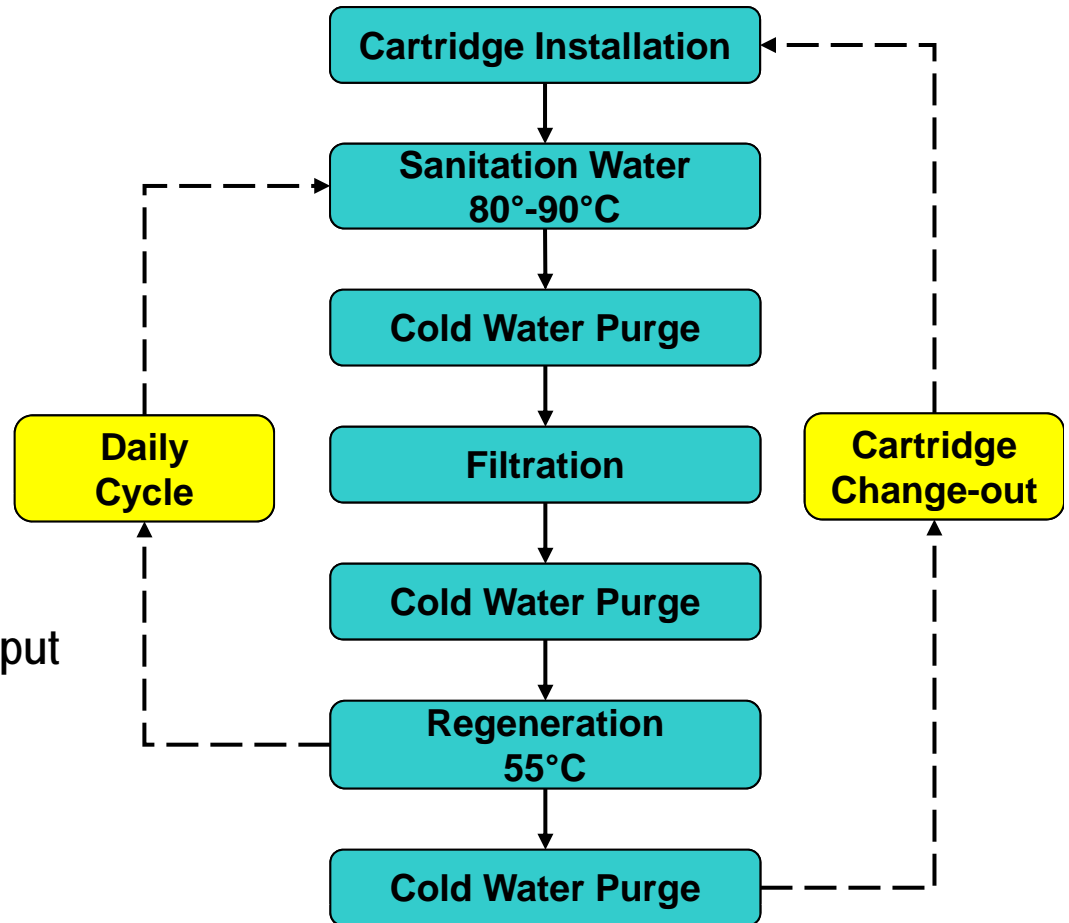 Cartridge Installation
Sanitation Water
80°-90°C
Cold Water Purge
Daily
Cycle
Filtration
Cartridge
Change-out
Cold Water Purge
put
Regeneration
55°C
Cold Water Purge